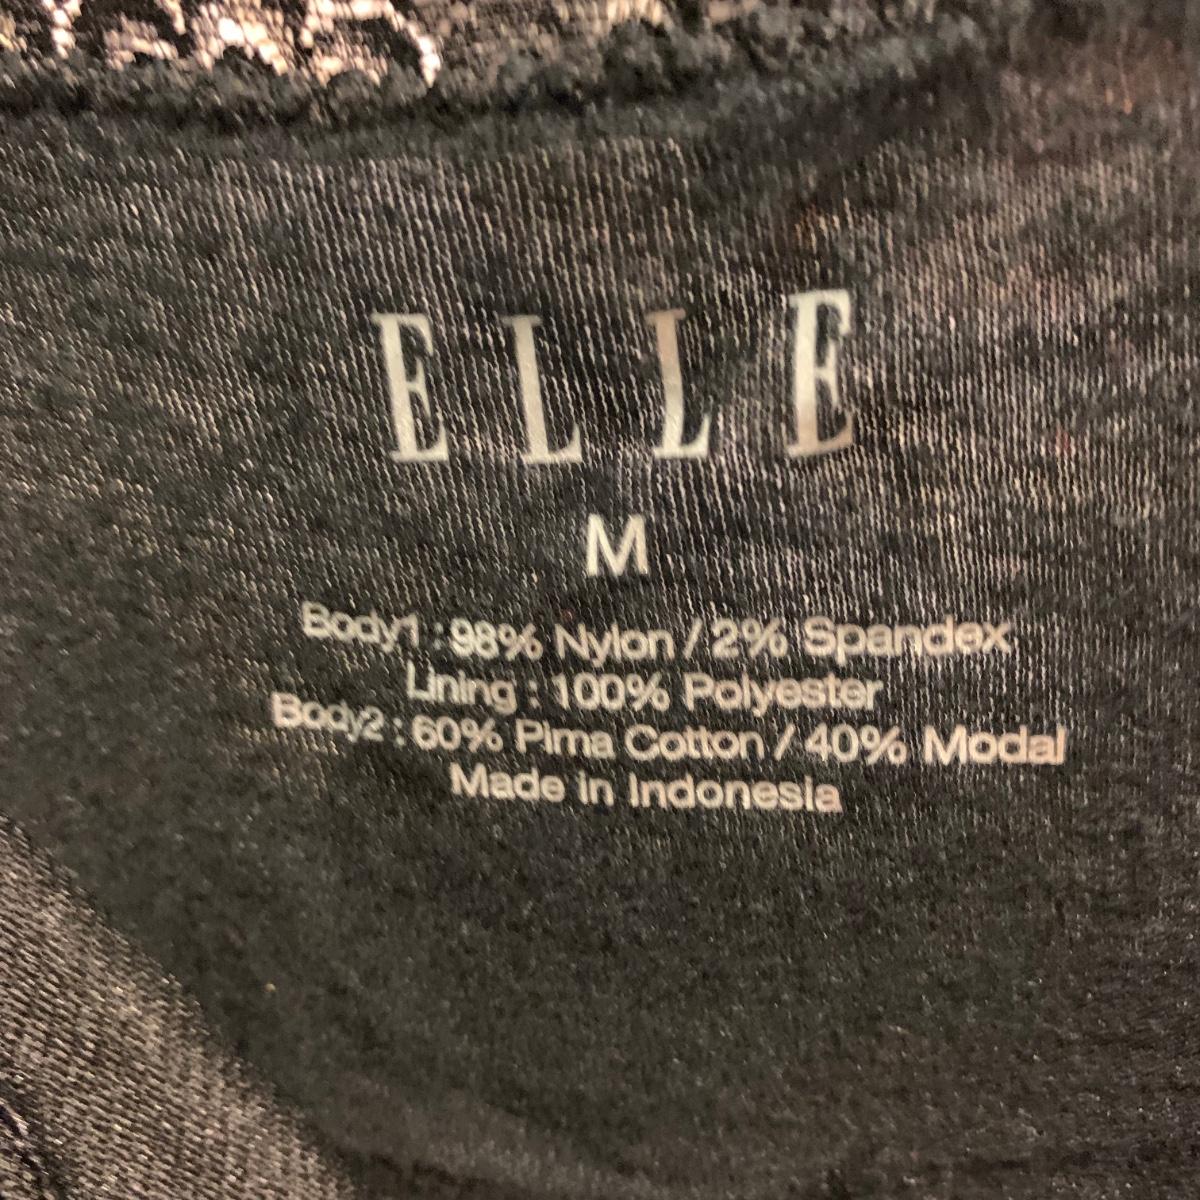 ELLE
M
Body1 : 98% Nylon / 2% Spandex
Lining : 100% Polyester
Body2 : 60% Pima Cotton / 40% Modal
Made in Indonesia